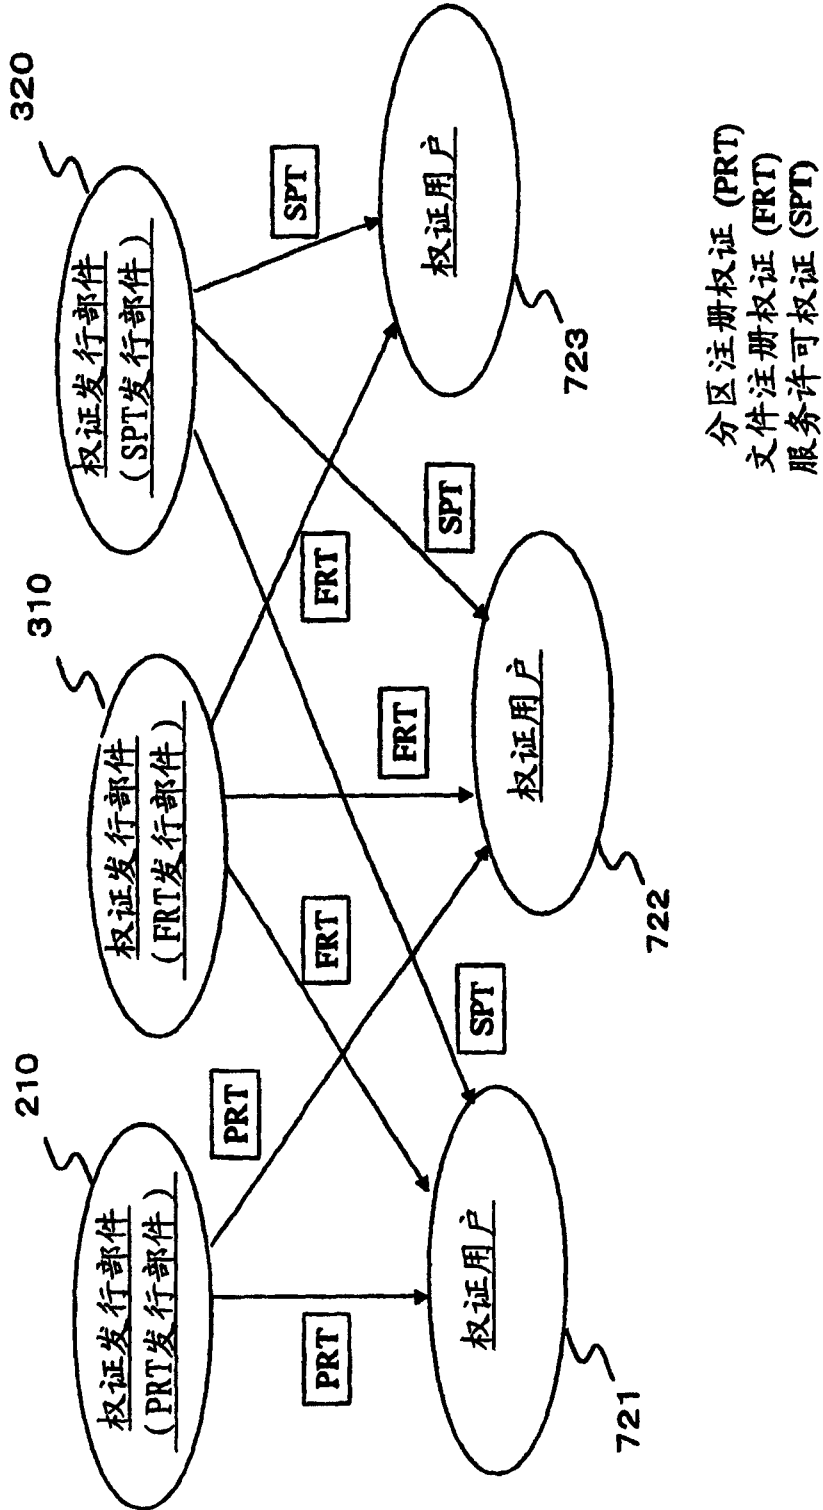 210
310
320
权证发行部件
(PRT发行部件)
权证发行部件
(FRT发行部件)
权证发行部件
(SPT发行部件)
PRT
PRT
FRT
FRT
FRT
SPT
SPT
SPT
权证用户
权证用户
权证用户
721
722
723
分区注册权证 (PRT)
文件注册权证 (FRT)
服务许可权证 (SPT)